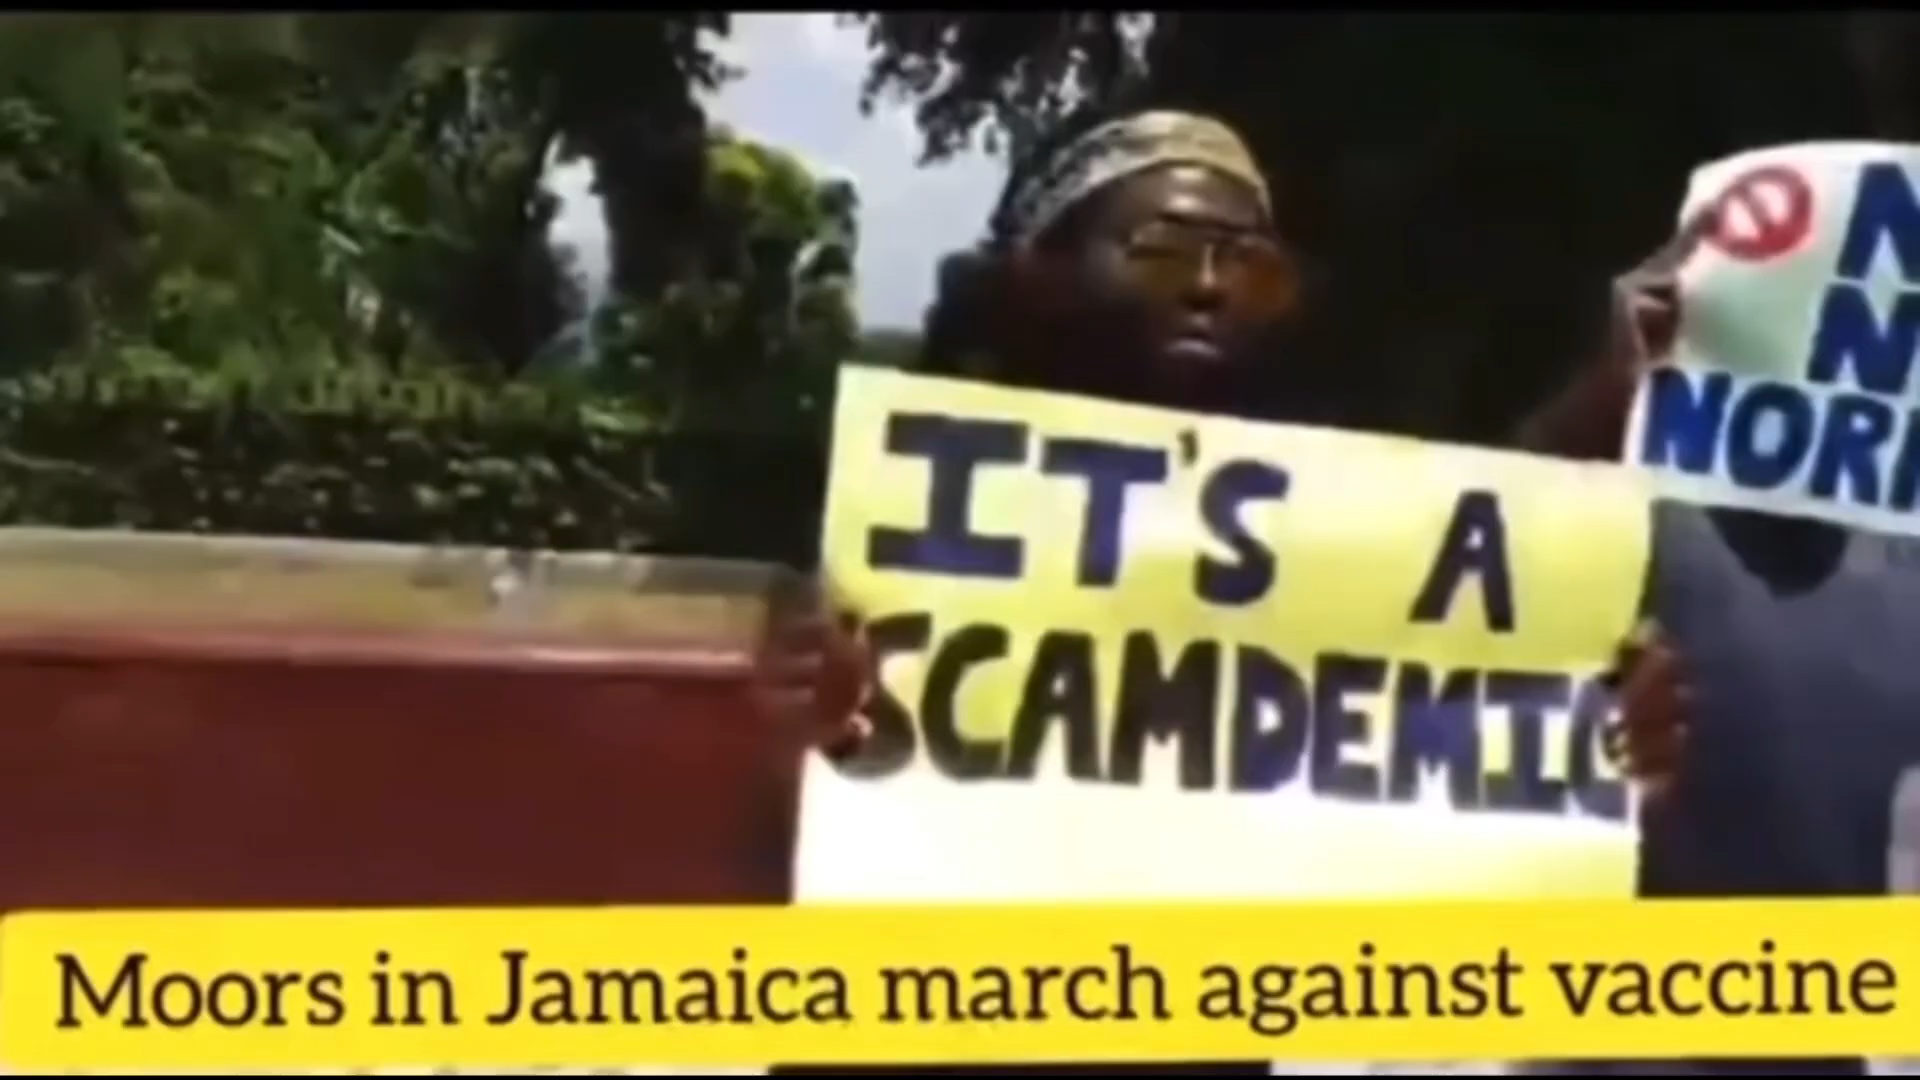 IT'S A
SCAMDEMIC
N
N
NORM
Moors in Jamaica march against vaccine